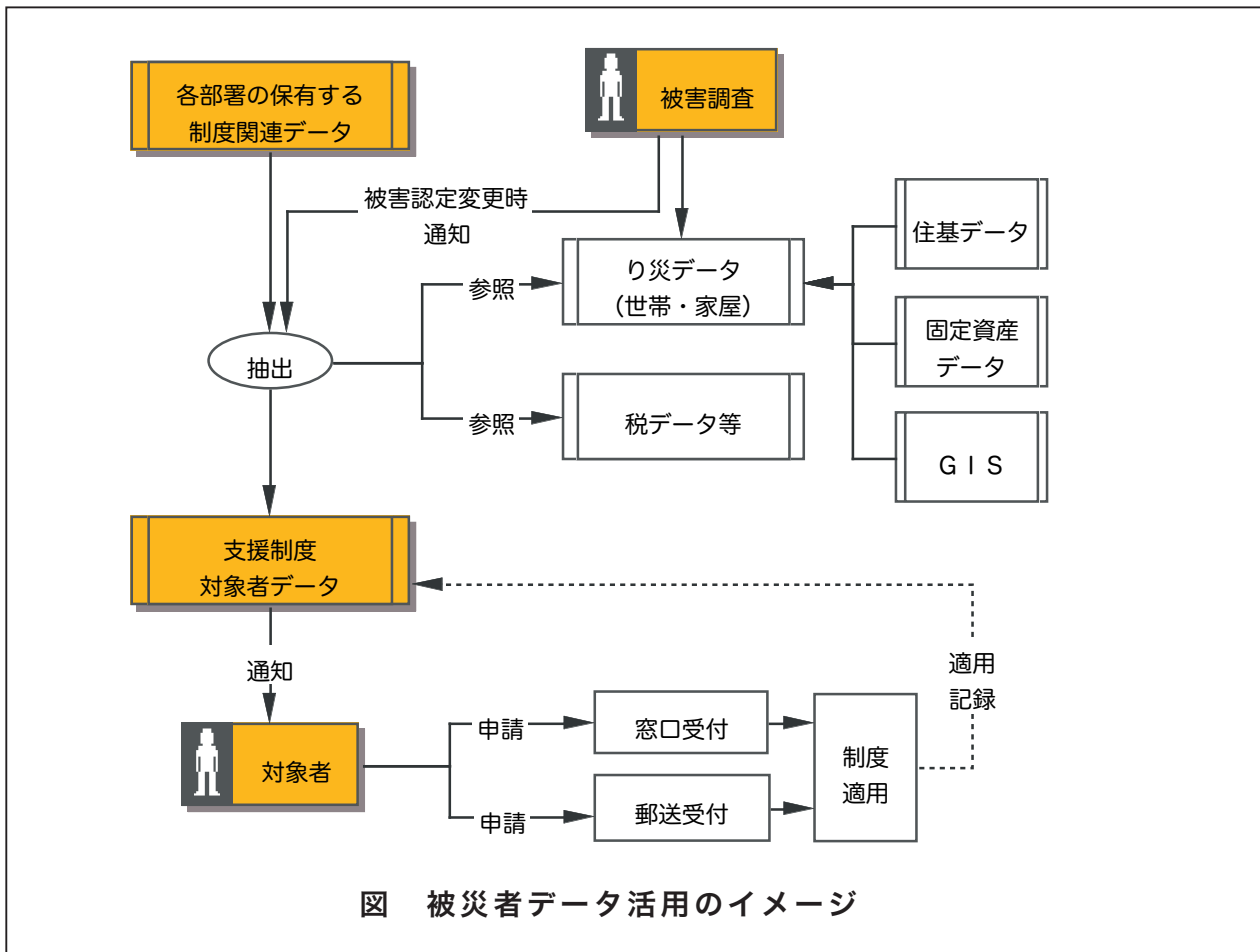 各部署の保有する
制度関連データ
被害調査
被害認定変更時
通知
り災データ
(世帯・家屋)
住基データ
参照
固定資産
データ
抽出
参照
税データ等
ＧＩＳ
支援制度
対象者データ
通知
適用
記録
対象者
申請
窓口受付
制度
適用
申請
郵送受付
図　被災者データ活用のイメージ